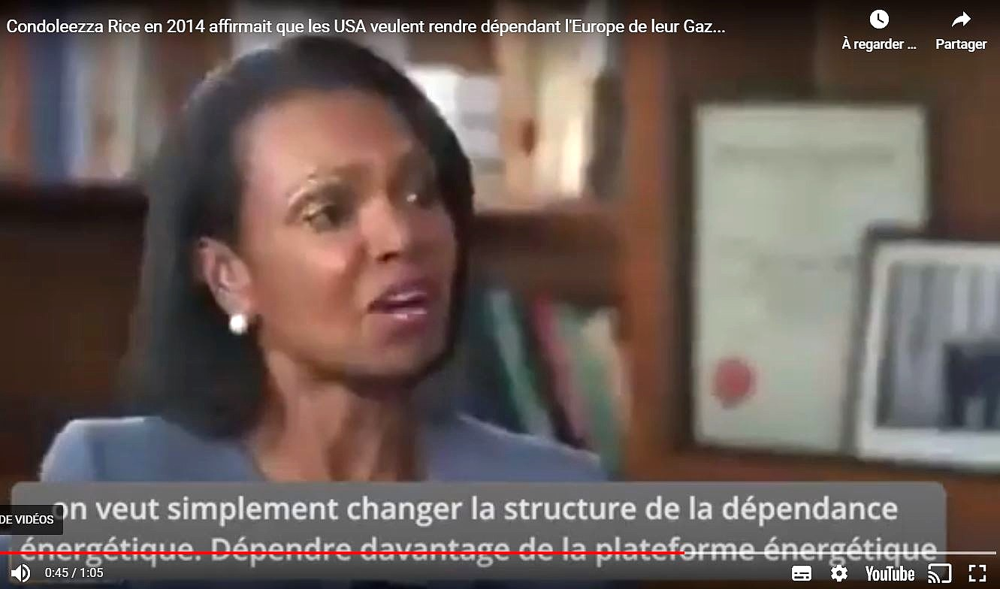 Condoleezza Rice en 2014 affirmait que les USA veulent rendre dépendant l'Europe de leur Gaz...
À regarder ...
Partager
on veut simplement changer la structure de la dépendance
DE VIDÉOS
énergétique. Dépendre davantage de la plateforme énergétique
0:45 / 1:05
YouTube